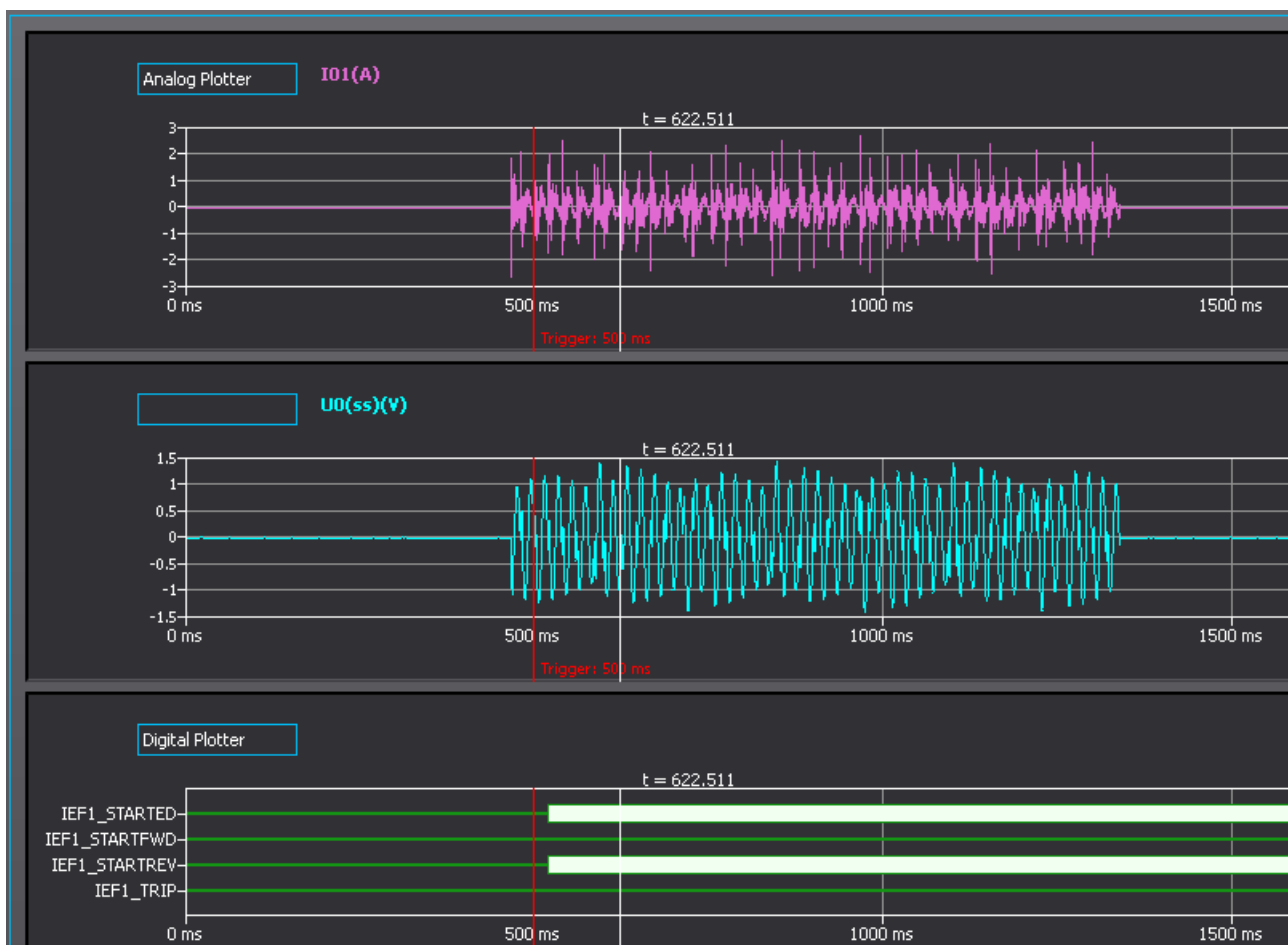 Analog Plotter I01(A)
t = 622.511
3
2
1
0
-1
-2
-3
0 ms 500 ms 1000 ms 1500 ms
Trigger: 500 ms
U0(ss)(V)
t = 622.511
1.5
1
0.5
0
-0.5
-1
-1.5
0 ms 500 ms 1000 ms 1500 ms
Trigger: 500 ms
Digital Plotter
t = 622.511
IEF1_STARTED
IEF1_STARTFWD
IEF1_STARTREV
IEF1_TRIP
0 ms 500 ms 1000 ms 1500 ms